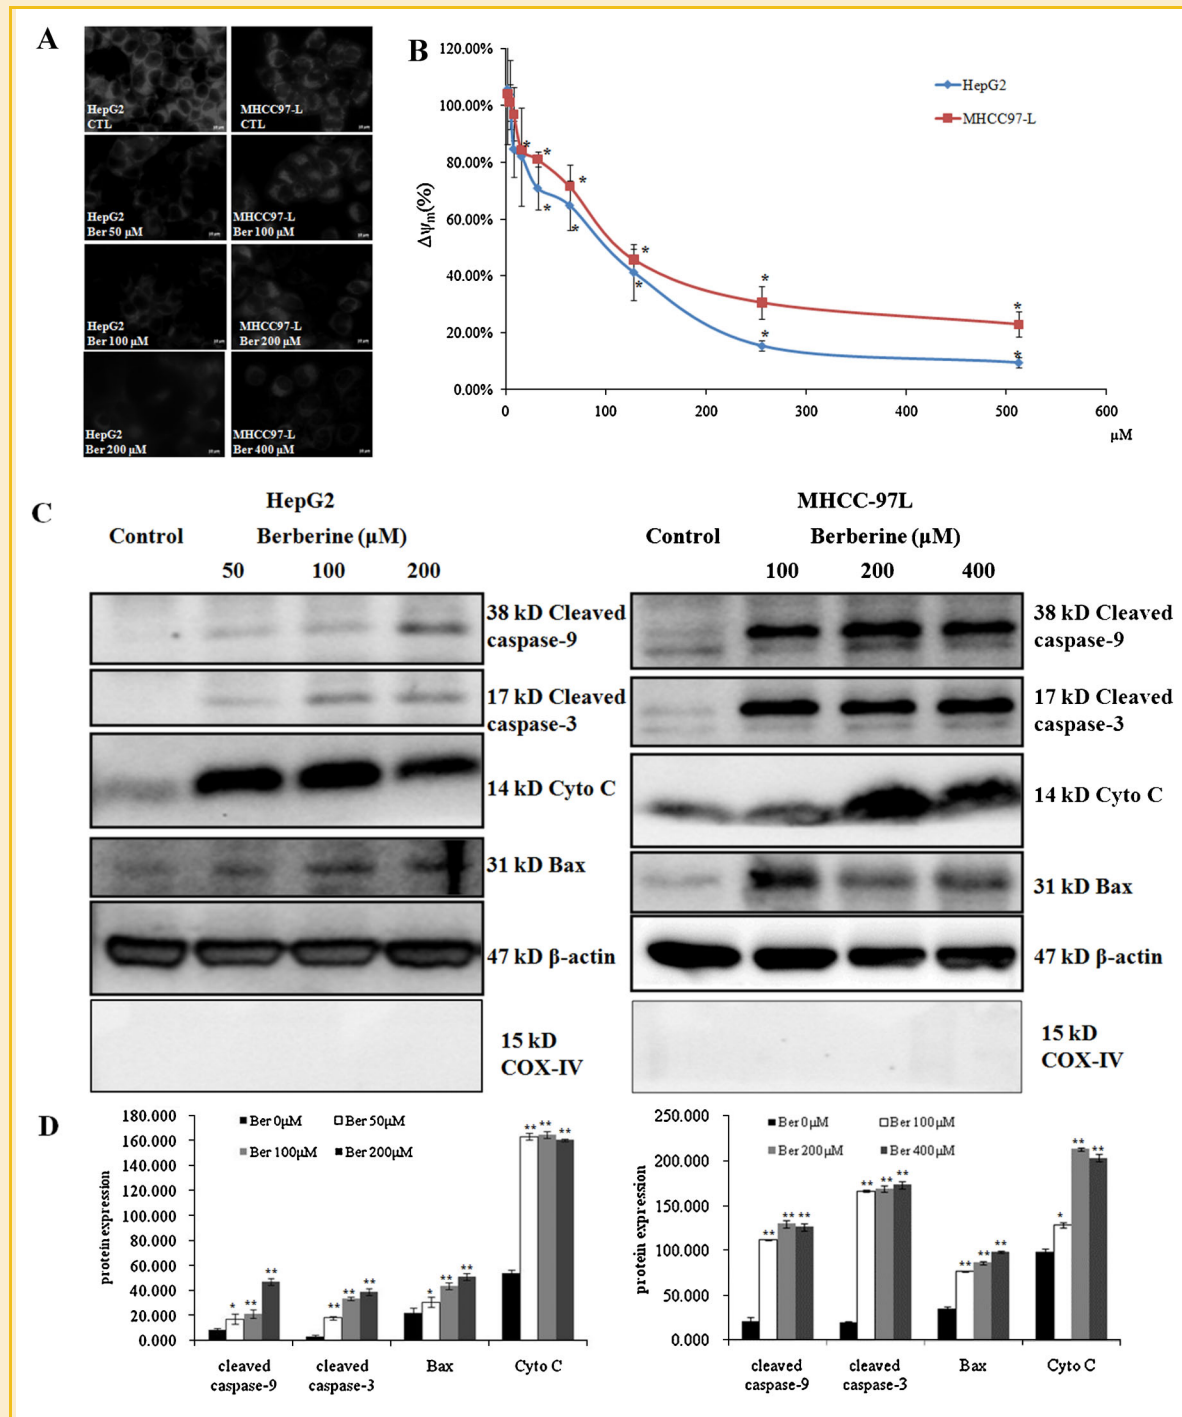 A
HepG2
CTL
MHCC97-L
CTL
HepG2
Ber 50 μM
MHCC97-L
Ber 100 μM
HepG2
Ber 100 μM
MHCC97-L
Ber 200 μM
HepG2
Ber 200 μM
MHCC97-L
Ber 400 μM
B
120.00%
100.00%
80.00%
60.00%
40.00%
20.00%
0.00%
Δψm(%)
HepG2
MHCC97-L
* * * * * * * * * * *
0 100 200 300 400 500 600
μM
C
HepG2
Control Berberine (μM)
50 100 200
38 kD Cleaved
caspase-9
17 kD Cleaved
caspase-3
14 kD Cyto C
31 kD Bax
47 kD β-actin
15 kD
COX-IV
MHCC-97L
Control Berberine (μM)
100 200 400
38 kD Cleaved
caspase-9
17 kD Cleaved
caspase-3
14 kD Cyto C
31 kD Bax
47 kD β-actin
15 kD
COX-IV
D
180.000
160.000
140.000
120.000
100.000
80.000
60.000
40.000
20.000
0.000
protein expression
Ber 0μM Ber 50μM
Ber 100μM Ber 200μM
* ** ** ** ** ** * ** ** ** ** **
cleaved
caspase-9
cleaved
caspase-3
Bax
Cyto C
250.000
200.000
150.000
100.000
50.000
0.000
protein expression
Ber 0μM Ber 100μM
Ber 200μM Ber 400μM
** ** ** ** ** ** ** ** ** * ** **
cleaved
caspase-9
cleaved
caspase-3
Bax
Cyto C